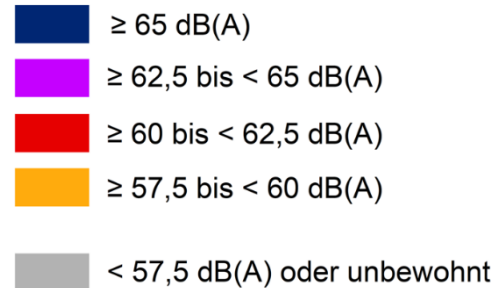 ≥ 65 dB(A)
≥ 62,5 bis < 65 dB(A)
≥ 60 bis < 62,5 dB(A)
≥ 57,5 bis < 60 dB(A)
< 57,5 dB(A) oder unbewohnt